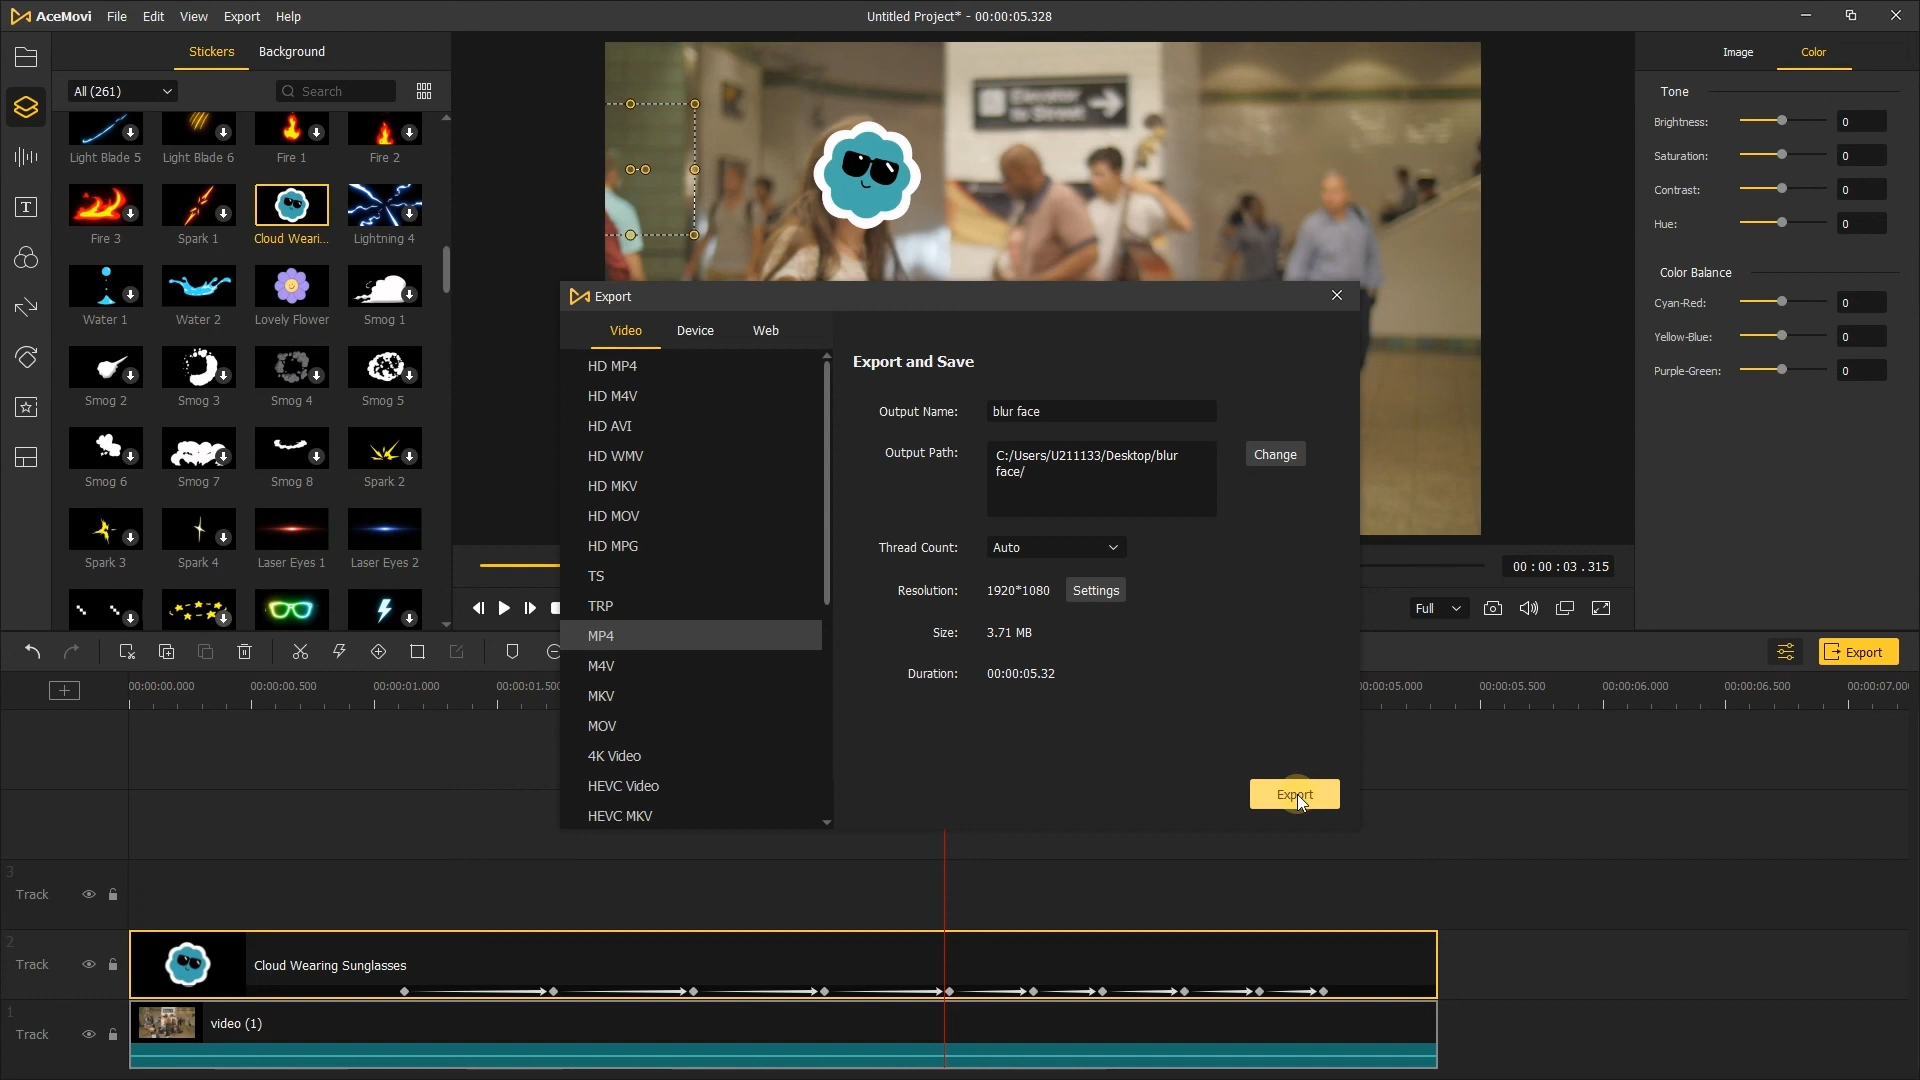 AceMovi File Edit View Export Help
Untitled Project* - 00:00:05.328
Stickers Background
All (261)
Search
Light Blade 5 Light Blade 6 Fire 1 Fire 2
Fire 3 Spark 1 Cloud Weari... Lightning 4
Water 1 Water 2 Lovely Flower Smog 1
Smog 2 Smog 3 Smog 4 Smog 5
Smog 6 Smog 7 Smog 8 Spark 2
Spark 3 Spark 4 Laser Eyes 1 Laser Eyes 2
Elevator
to Street
Image Color
Tone
Brightness: 0
Saturation: 0
Contrast: 0
Hue: 0
Color Balance
Cyan-Red: 0
Yellow-Blue: 0
Purple-Green: 0
Export
Video Device Web
HD MP4
HD M4V
HD AVI
HD WMV
HD MKV
HD MOV
HD MPG
TS
TRP
MP4
M4V
MKV
MOV
4K Video
HEVC Video
HEVC MKV
Export and Save
Output Name: blur face
Output Path: C:/Users/U211133/Desktop/blur
face/
Change
Thread Count: Auto
Resolution: 1920*1080 Settings
Size: 3.71 MB
Duration: 00:00:05.32
Export
00 : 00 : 03 . 315
Full
Export
00:00:00.000 00:00:00.500 00:00:01.000 00:00:01.500 00:00:05.000 00:00:05.500 00:00:06.000 00:00:06.500 00:00:07.00
3
Track
2
Track Cloud Wearing Sunglasses
1
Track video (1)